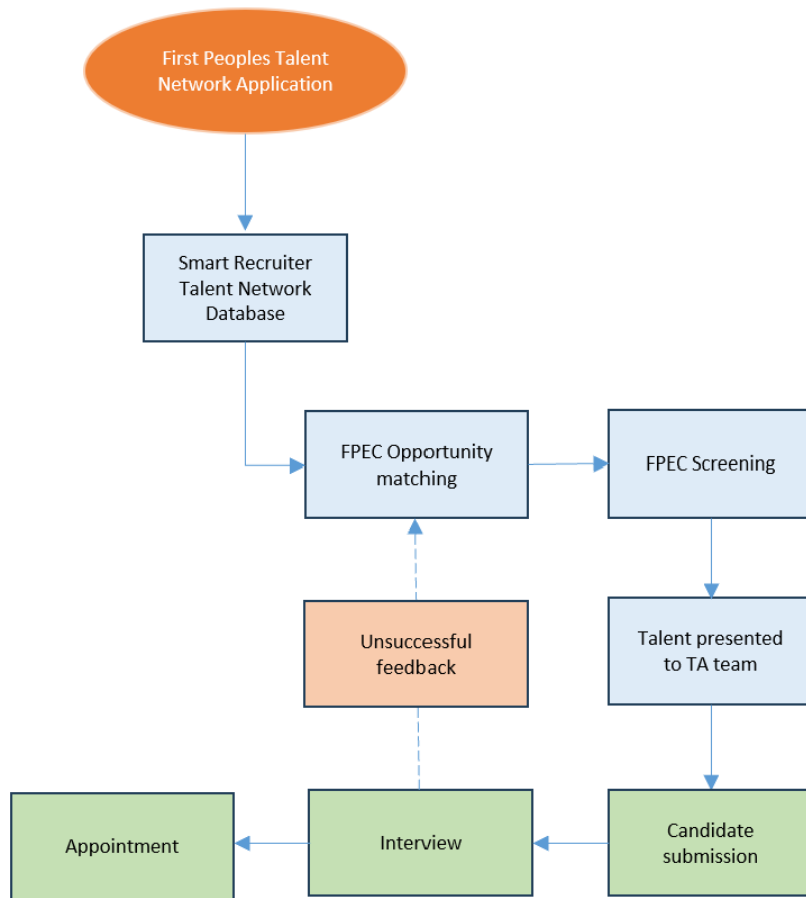 First Peoples Talent
Network Application
Smart Recruiter
Talent Network
Database
FPEC Opportunity
matching
FPEC Screening
Unsuccessful
feedback
Talent presented
to TA team
Appointment
Interview
Candidate
submission